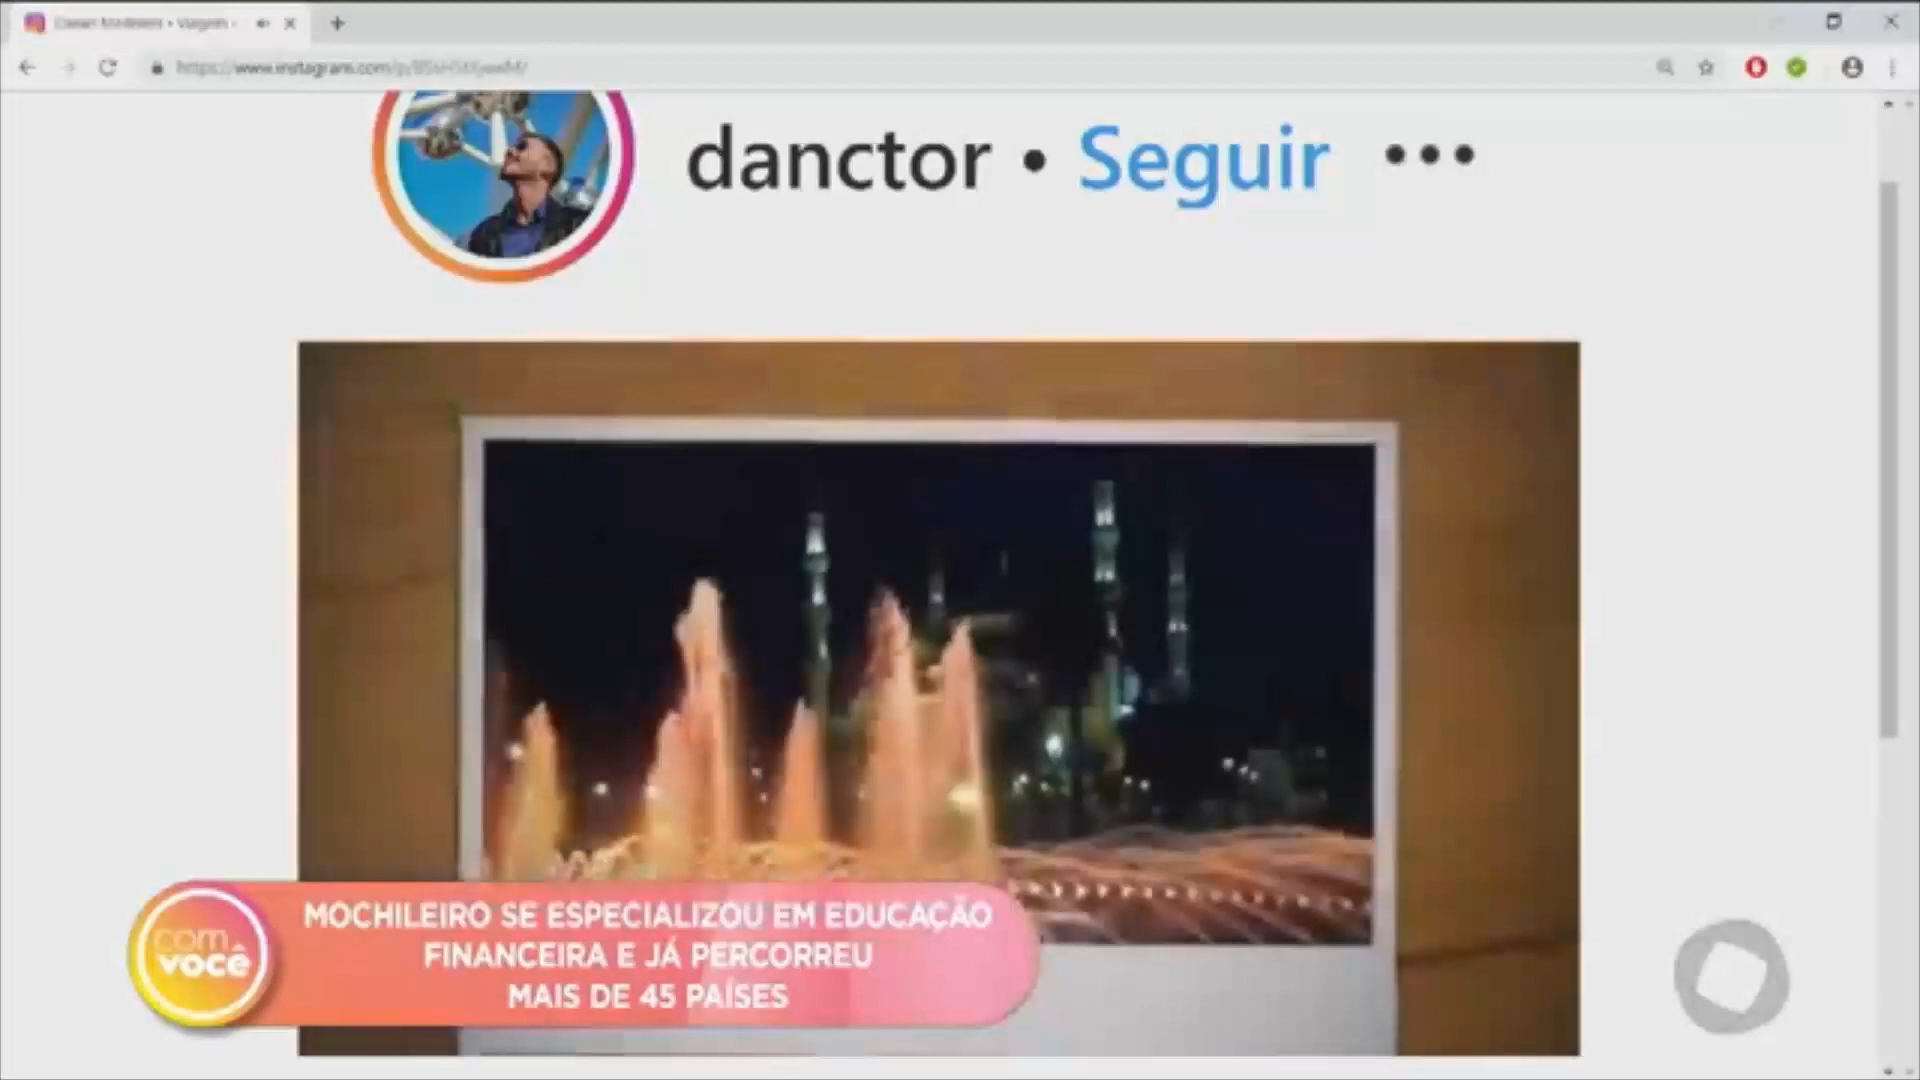 danctor • Seguir •••
MOCHILEIRO SE ESPECIALIZOU EM EDUCAÇÃO
FINANCEIRA E JÁ PERCORREU
MAIS DE 45 PAÍSES
com
você